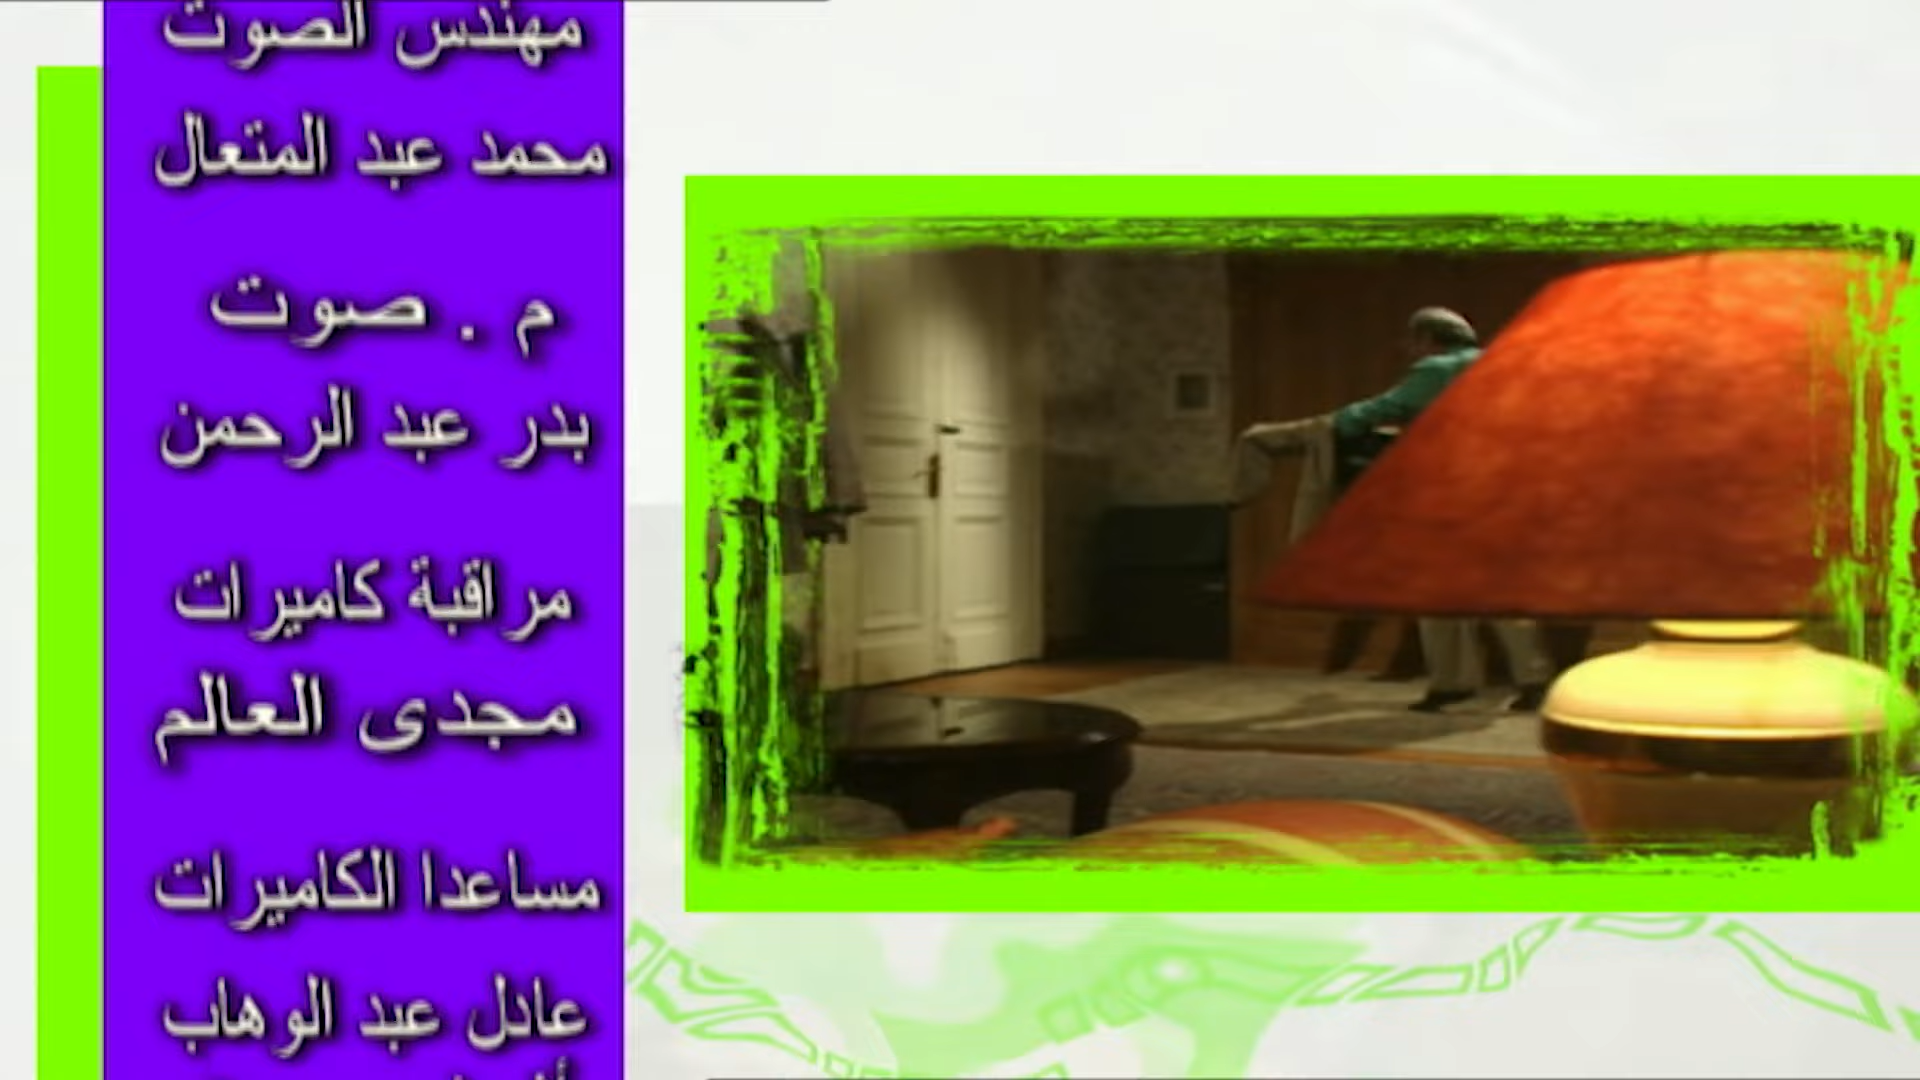 مهندس الصوت
محمد عبد المتعال
م . صوت
بدر عبد الرحمن
مراقبة كاميرات
مجدى العالم
مساعدا الكاميرات
عادل عبد الوهاب